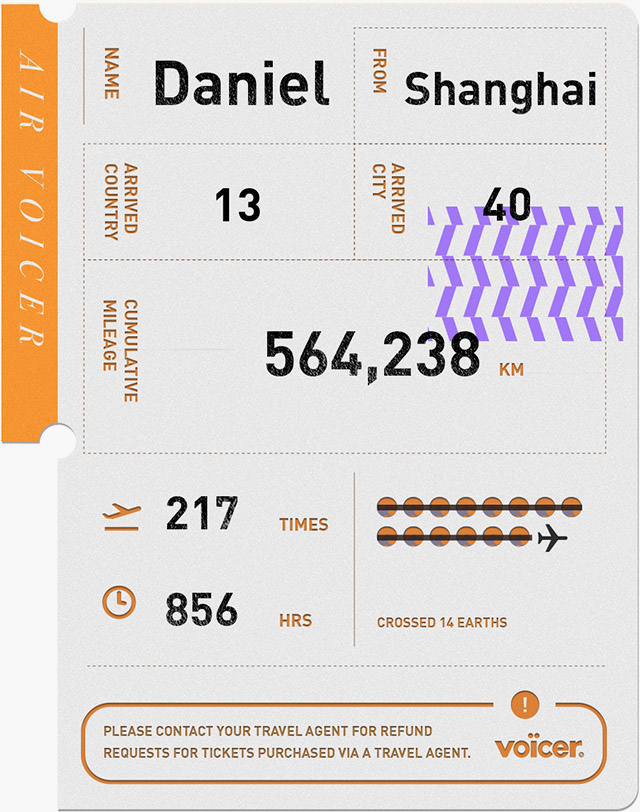 AIR VOICER
NAME
Daniel
FROM
Shanghai
ARRIVED
COUNTRY
13
ARRIVED
CITY
40
CUMULATIVE
MILEAGE
564,238 KM
217 TIMES
856 HRS
CROSSED 14 EARTHS
!
PLEASE CONTACT YOUR TRAVEL AGENT FOR REFUND
REQUESTS FOR TICKETS PURCHASED VIA A TRAVEL AGENT.
voïcer®